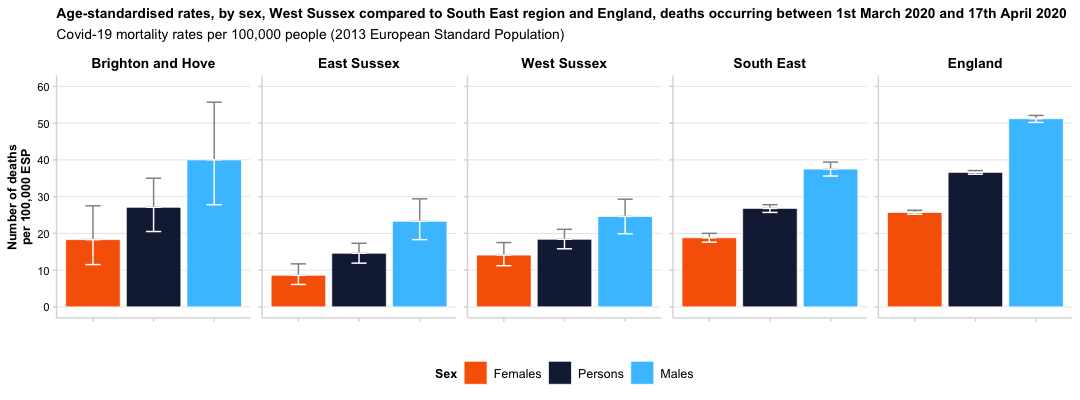 Age-standardised rates, by sex, West Sussex compared to South East region and England, deaths occurring between 1st March 2020 and 17th April 2020
Covid-19 mortality rates per 100,000 people (2013 European Standard Population)
Brighton and Hove
East Sussex
West Sussex
South East
England
Number of deaths
per 100,000 ESP
60
50
40
30
20
10
0
Sex
Females
Persons
Males